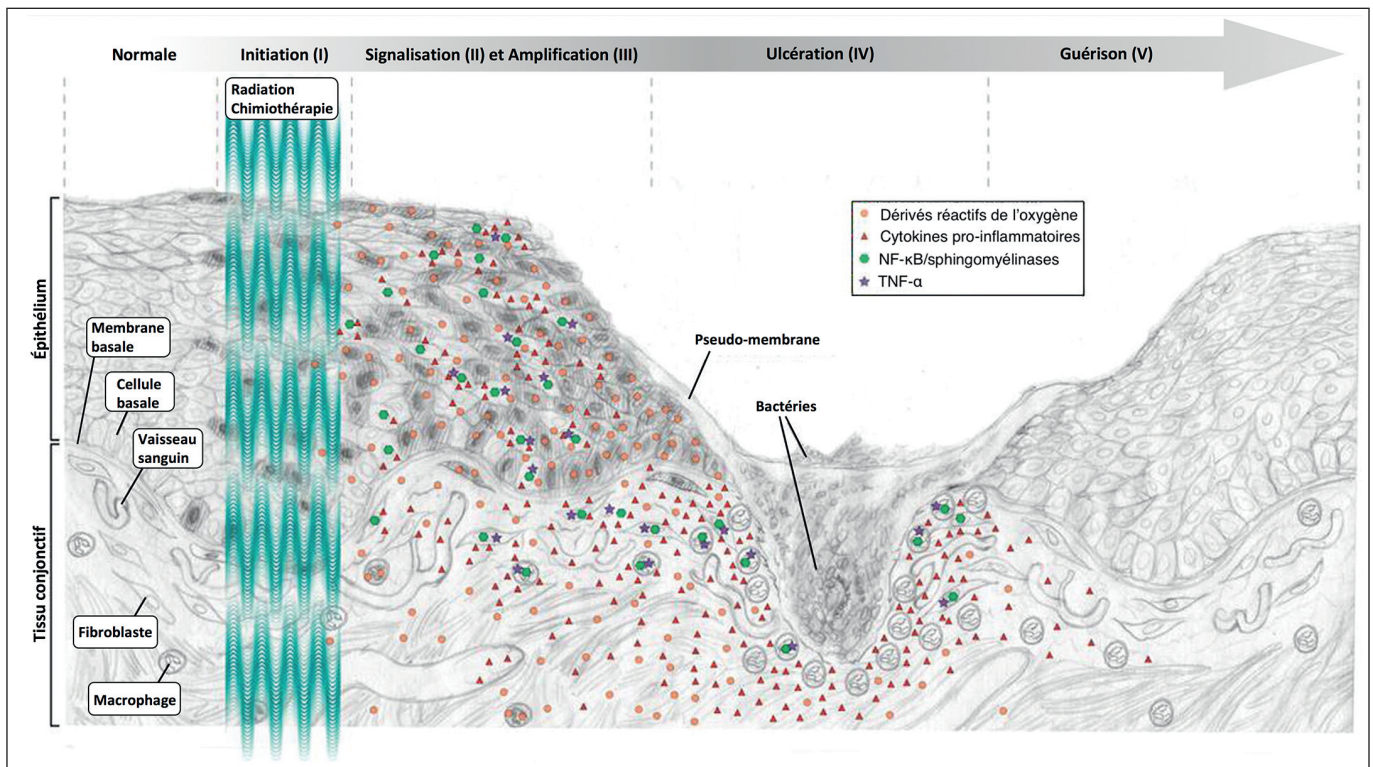 Normale
Initiation (I)
Signalisation (II) et Amplification (III)
Ulcération (IV)
Guérison (V)
Radiation
Chimiothérapie
Dérivés réactifs de l'oxygène
Cytokines pro-inflammatoires
NF-κB/sphingomyélinases
TNF-α
Épithélium
Membrane
basale
Cellule
basale
Vaisseau
sanguin
Pseudo-membrane
Bactéries
Tissu conjonctif
Fibroblaste
Macrophage